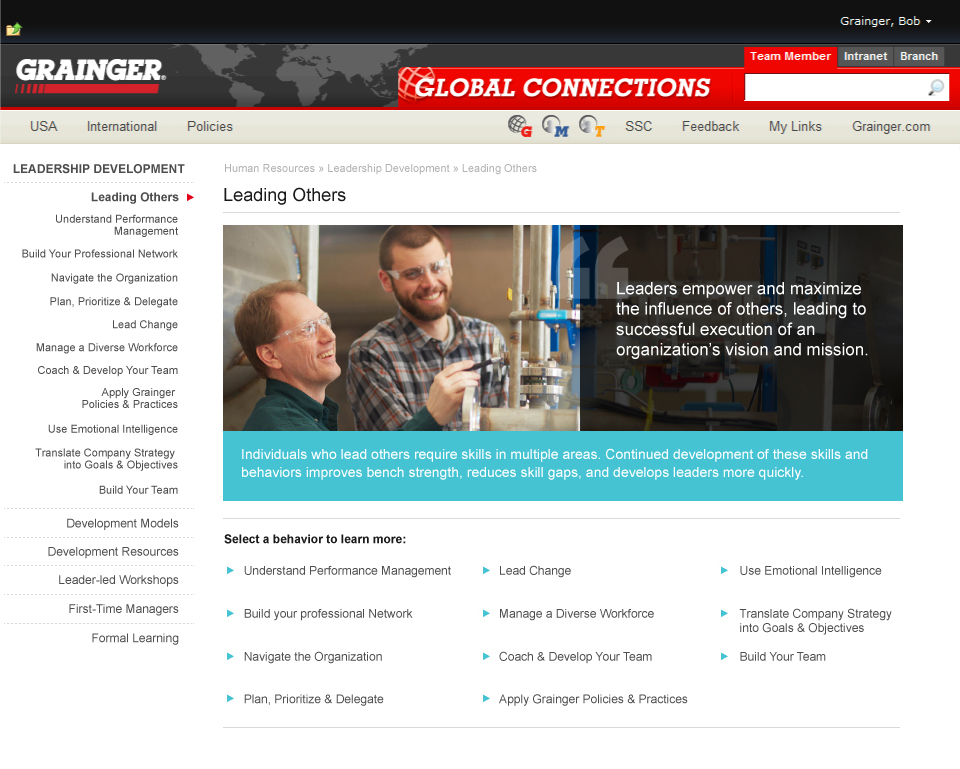 Grainger, Bob
GRAINGER®
GLOBAL CONNECTIONS
Team Member
Intranet
Branch
USA
International
Policies
G
M
T
SSC
Feedback
My Links
Grainger.com
LEADERSHIP DEVELOPMENT
Leading Others
Understand Performance
Management
Build Your Professional Network
Navigate the Organization
Plan, Prioritize & Delegate
Lead Change
Manage a Diverse Workforce
Coach & Develop Your Team
Apply Grainger
Policies & Practices
Use Emotional Intelligence
Translate Company Strategy
into Goals & Objectives
Build Your Team
Development Models
Development Resources
Leader-led Workshops
First-Time Managers
Formal Learning
Human Resources » Leadership Development » Leading Others
Leading Others
“
Leaders empower and maximize
the influence of others, leading to
successful execution of an
organization’s vision and mission.
Individuals who lead others require skills in multiple areas. Continued development of these skills and
behaviors improves bench strength, reduces skill gaps, and develops leaders more quickly.
Select a behavior to learn more:
Understand Performance Management
Lead Change
Use Emotional Intelligence
Build your professional Network
Manage a Diverse Workforce
Translate Company Strategy
into Goals & Objectives
Navigate the Organization
Coach & Develop Your Team
Build Your Team
Plan, Prioritize & Delegate
Apply Grainger Policies & Practices